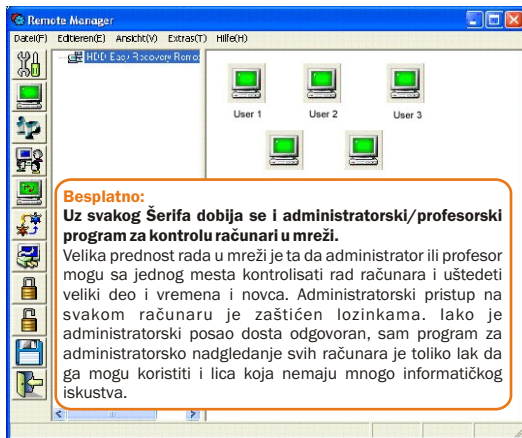 Remote Manager
Datei(F) Editieren(E) Ansicht(V) Extras(T) Hilfe(H)
HDD Easy Recovery Remo
User 1 User 2 User 3
Besplatno:
Uz svakog Šerifa dobija se i administratorski/profesorski
program za kontrolu računari u mreži.
Velika prednost rada u mreži je ta da administrator ili profesor
mogu sa jednog mesta kontrolisati rad računara i uštedeti
veliki deo i vremena i novca. Administratorski pristup na
svakom računaru je zaštićen lozinkama. Iako je
administratorski posao dosta odgovoran, sam program za
administratorsko nadgledanje svih računara je toliko lak da
ga mogu koristiti i lica koja nemaju mnogo informatičkog
iskustva.